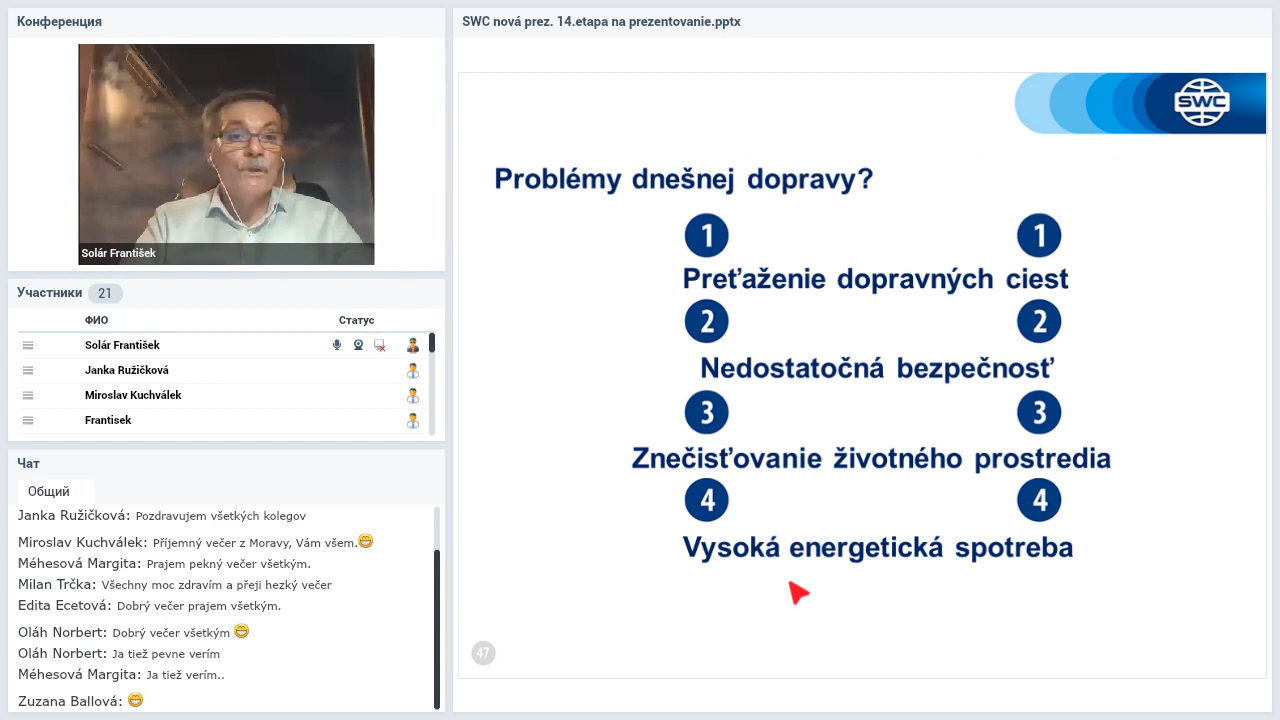 Конференция
Solár František
Участники 21
ФИО Статус
Solár František
Janka Ružičková
Miroslav Kuchválek
Frantisek
Чат
Общий
Janka Ružičková: Pozdravujem všetkých kolegov
Miroslav Kuchválek: Příjemný večer z Moravy, Vám všem.
Méhesová Margita: Prajem pekný večer všetkým.
Milan Trčka: Všechny moc zdravím a přeji hezký večer
Edita Ecetová: Dobrý večer prajem všetkým.
Oláh Norbert: Dobrý večer všetkým
Oláh Norbert: Ja tiež pevne verím
Méhesová Margita: Ja tiež verím..
Zuzana Ballová:
SWC nová prez. 14.etapa na prezentovanie.pptx
SWC
Problémy dnešnej dopravy?
1 1
Preťaženie dopravných ciest
2 2
Nedostatočná bezpečnosť
3 3
Znečisťovanie životného prostredia
4 4
Vysoká energetická spotreba
47